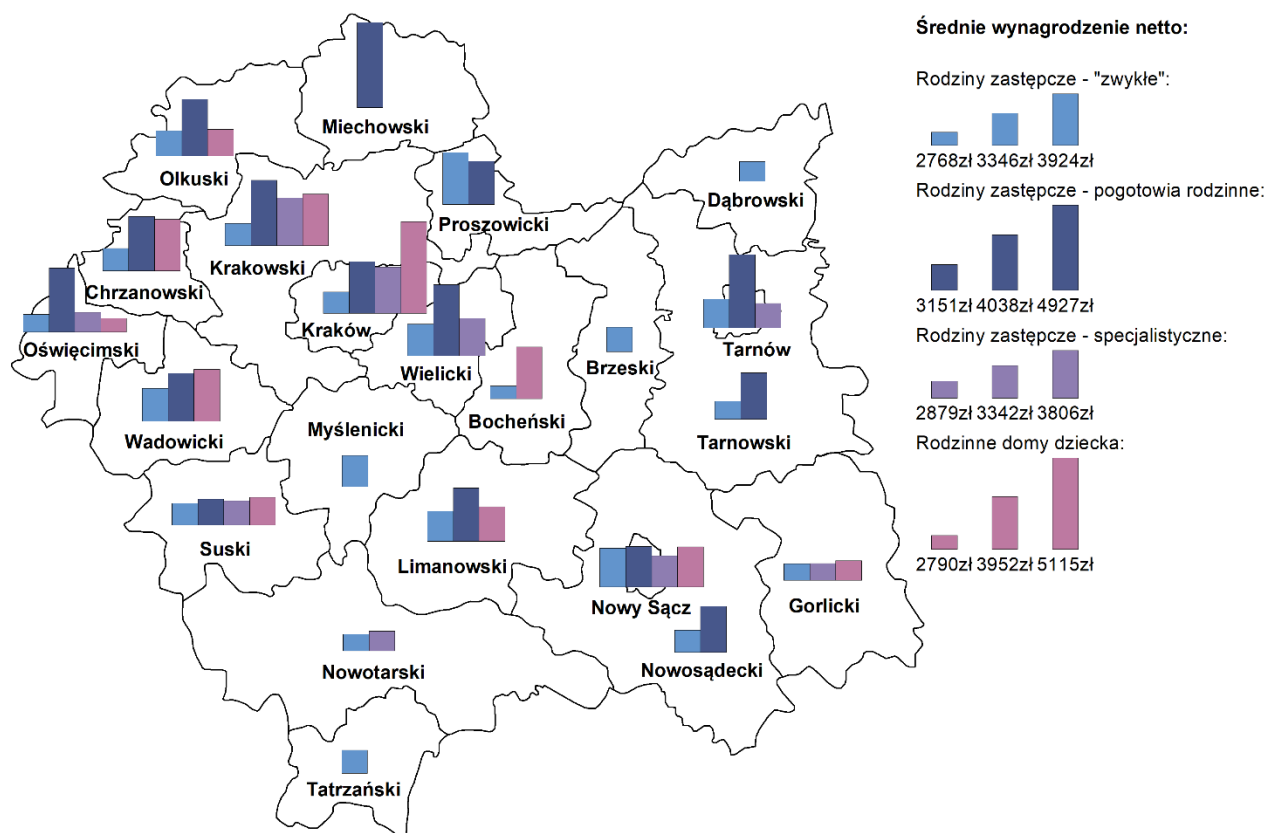 Średnie wynagrodzenie netto:
Rodziny zastępcze - "zwykłe":
2768zł 3346zł 3924zł
Rodziny zastępcze - pogotowia rodzinne:
3151zł 4038zł 4927zł
Rodziny zastępcze - specjalistyczne:
2879zł 3342zł 3806zł
Rodzinne domy dziecka:
2790zł 3952zł 5115zł
Miechowski
Olkuski
Proszowicki
Dąbrowski
Krakowski
Chrzanowski
Kraków
Oświęcimski
Wielicki
Brzeski
Tarnów
Bocheński
Wadowicki
Myślenicki
Tarnowski
Suski
Limanowski
Nowy Sącz
Gorlicki
Nowotarski
Nowosądecki
Tatrzański